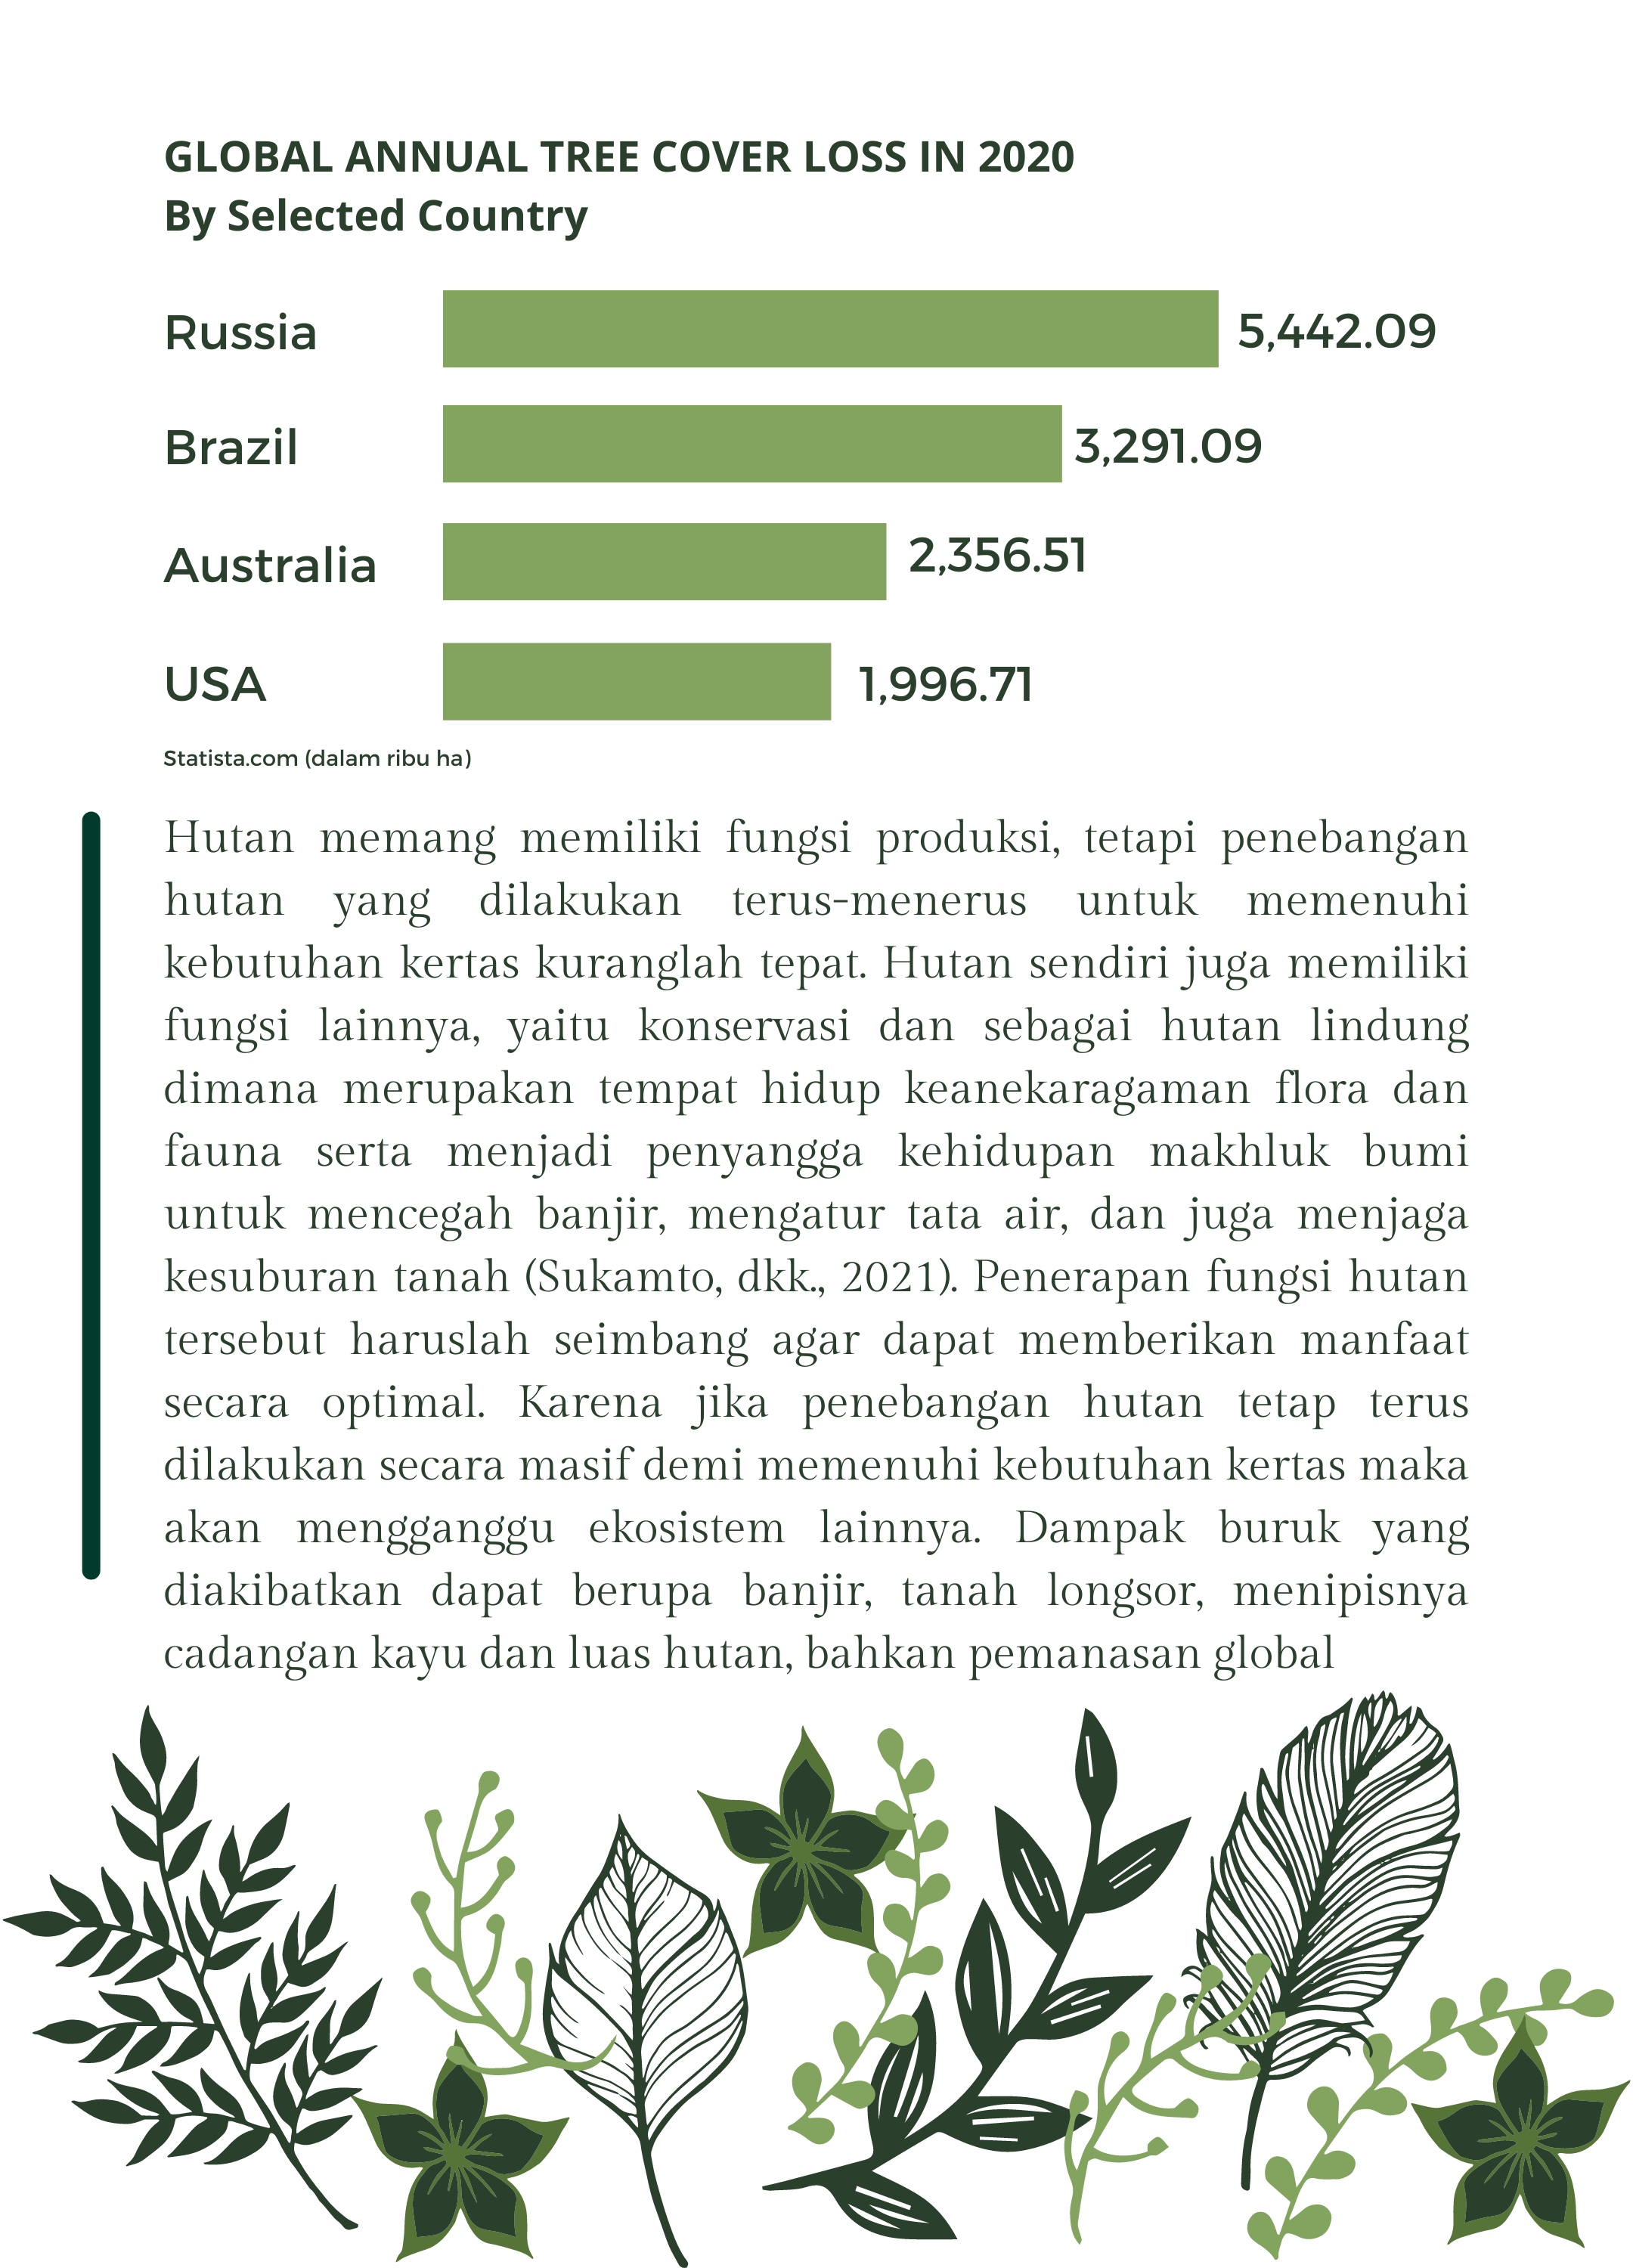 GLOBAL ANNUAL TREE COVER LOSS IN 2020
By Selected Country
Russia 5,442.09
Brazil 3,291.09
Australia 2,356.51
USA 1,996.71
Statista.com (dalam ribu ha)
Hutan memang memiliki fungsi produksi, tetapi penebangan
hutan yang dilakukan terus-menerus untuk memenuhi
kebutuhan kertas kuranglah tepat. Hutan sendiri juga memiliki
fungsi lainnya, yaitu konservasi dan sebagai hutan lindung
dimana merupakan tempat hidup keanekaragaman flora dan
fauna serta menjadi penyangga kehidupan makhluk bumi
untuk mencegah banjir, mengatur tata air, dan juga menjaga
kesuburan tanah (Sukamto, dkk., 2021). Penerapan fungsi hutan
tersebut haruslah seimbang agar dapat memberikan manfaat
secara optimal. Karena jika penebangan hutan tetap terus
dilakukan secara masif demi memenuhi kebutuhan kertas maka
akan mengganggu ekosistem lainnya. Dampak buruk yang
diakibatkan dapat berupa banjir, tanah longsor, menipisnya
cadangan kayu dan luas hutan, bahkan pemanasan global